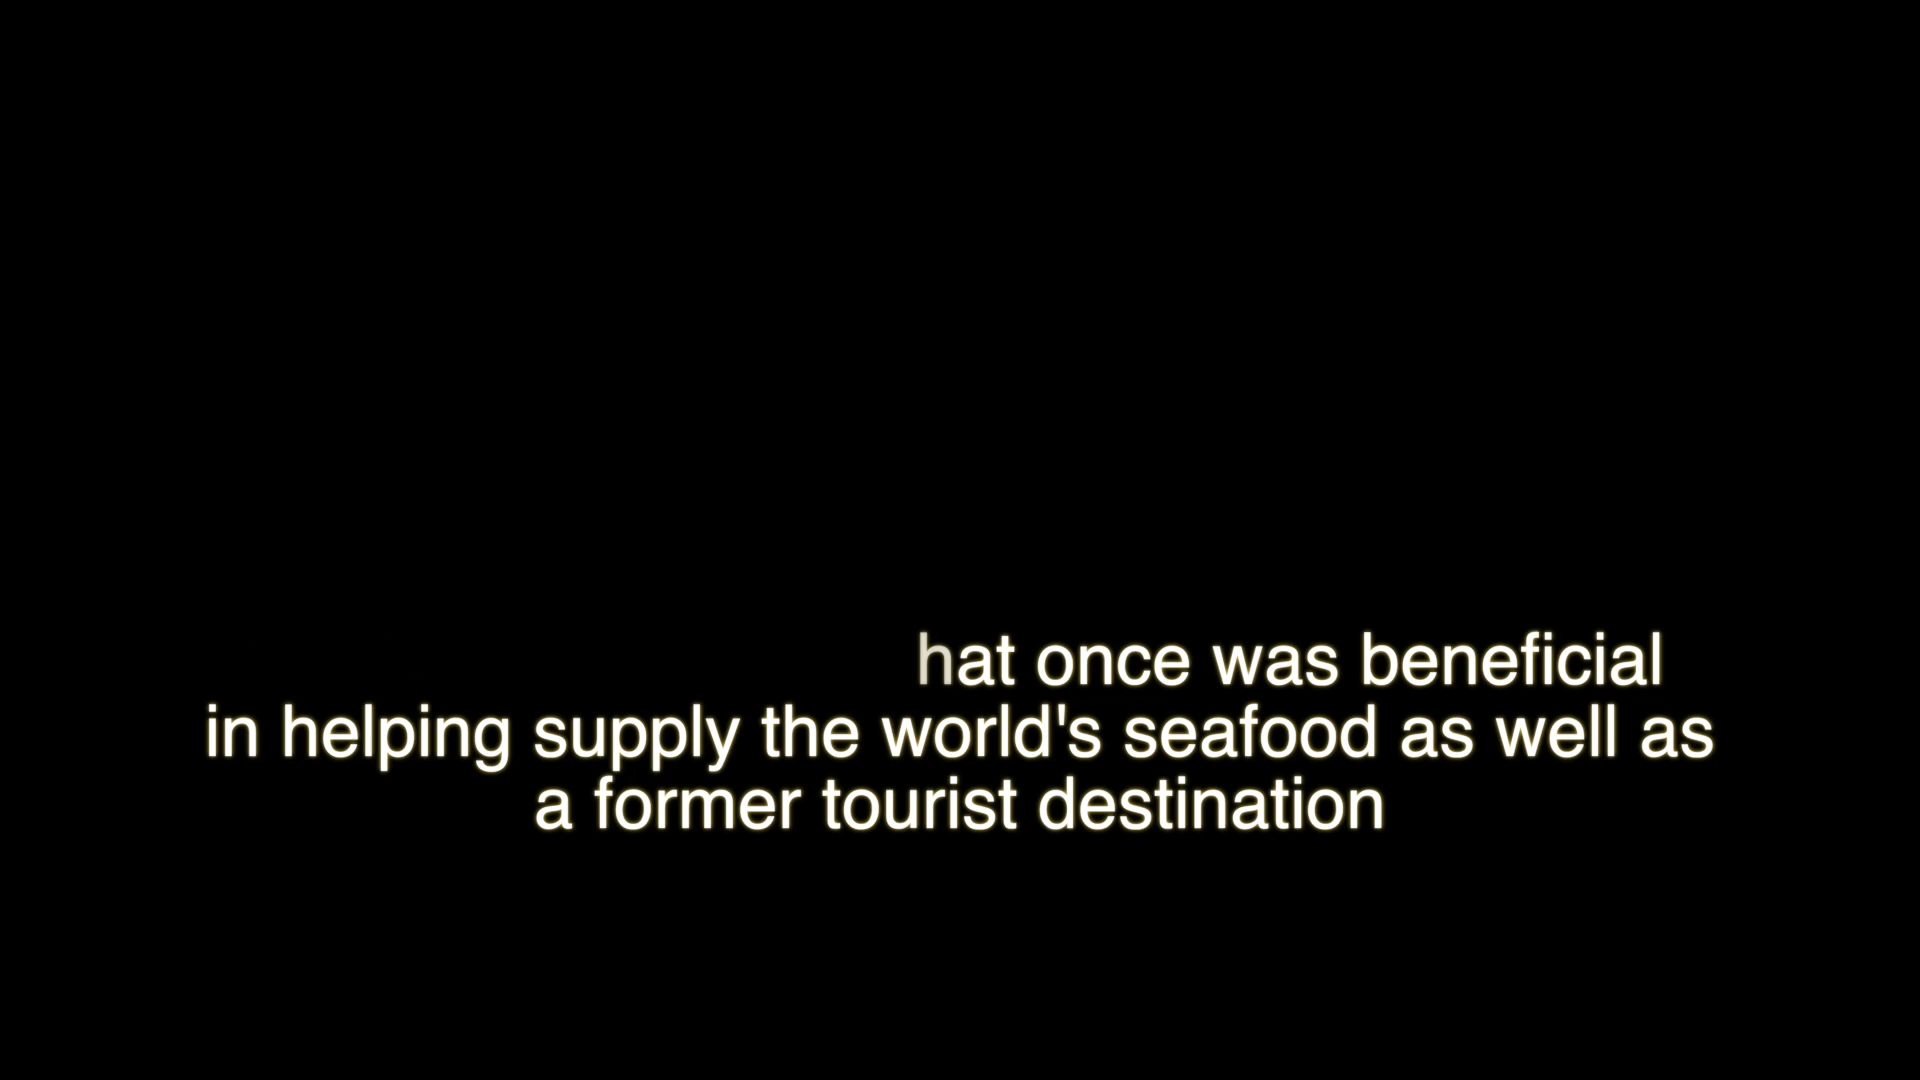 hat once was beneficial
in helping supply the world's seafood as well as
a former tourist destination